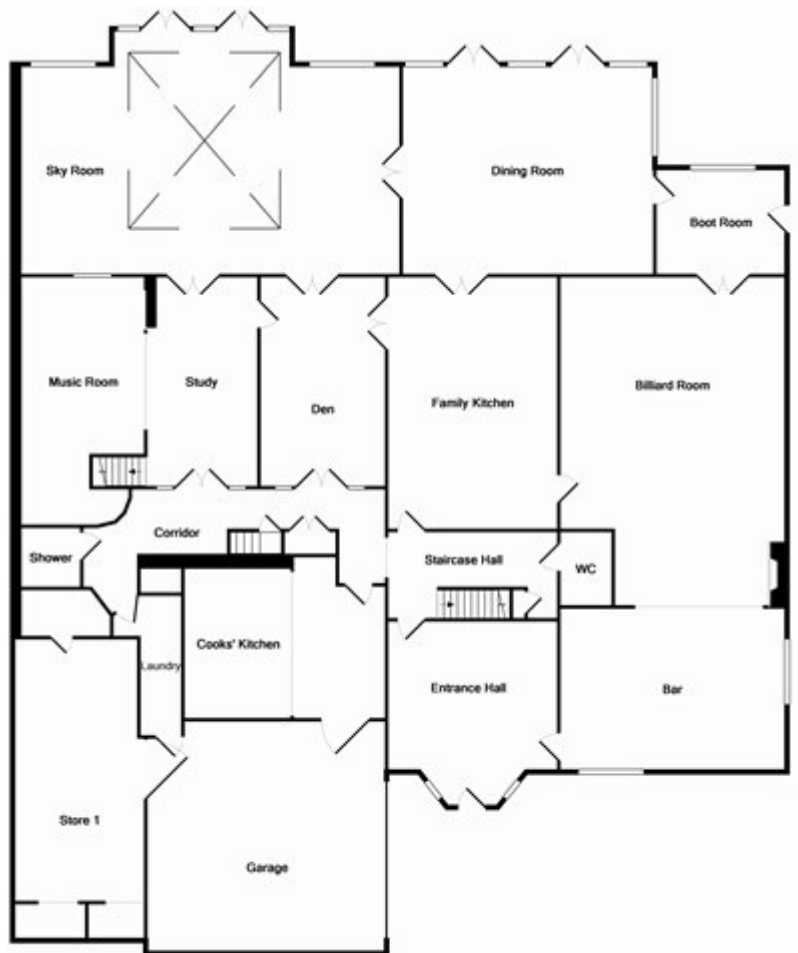 Sky Room
Dining Room
Boot Room
Music Room
Study
Den
Family Kitchen
Billiard Room
Corridor
Shower
Staircase Hall
WC
Cooks' Kitchen
Laundry
Entrance Hall
Bar
Store 1
Garage